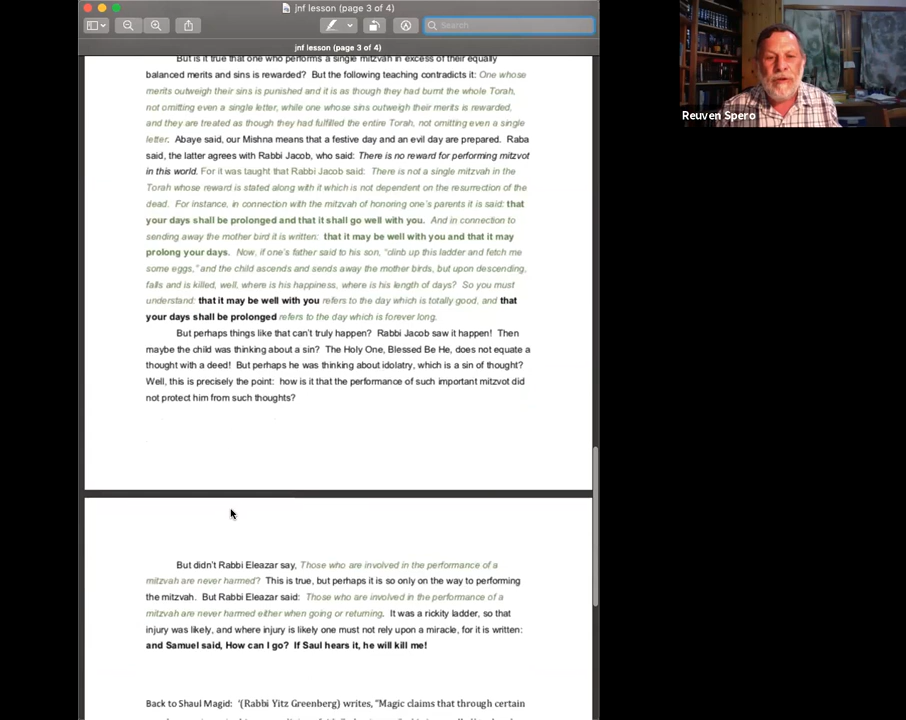 jnf lesson (page 3 of 4)
Search
jnf lesson (page 3 of 4)
But is it true that one who performs a single mitzvah in excess of their equally
balanced merits and sins is rewarded? But the following teaching contradicts it: One whose
merits outweigh their sins is punished and it is as though they had burnt the whole Torah,
not omitting even a single letter, while one whose sins outweigh their merits is rewarded,
and they are treated as though they had fulfilled the entire Torah, not omitting even a single
letter. Abaye said, our Mishna means that a festive day and an evil day are prepared. Raba
said, the latter agrees with Rabbi Jacob, who said: There is no reward for performing mitzvot
in this world. For it was taught that Rabbi Jacob said: There is not a single mitzvah in the
Torah whose reward is stated along with it which is not dependent on the resurrection of the
dead. For instance, in connection with the mitzvah of honoring one's parents it is said: that
your days shall be prolonged and that it shall go well with you. And in connection to
sending away the mother bird it is written: that it may be well with you and that it may
prolong your days. Now, if one's father said to his son, "climb up this ladder and fetch me
some eggs," and the child ascends and sends away the mother birds, but upon descending,
falls and is killed, well, where is his happiness, where is his length of days? So you must
understand: that it may be well with you refers to the day which is totally good, and that
your days shall be prolonged refers to the day which is forever long.
But perhaps things like that can't truly happen? Rabbi Jacob saw it happen! Then
maybe the child was thinking about a sin? The Holy One, Blessed Be He, does not equate a
thought with a deed! But perhaps he was thinking about idolatry, which is a sin of thought?
Well, this is precisely the point: how is it that the performance of such important mitzvot did
not protect him from such thoughts?
But didn't Rabbi Eleazar say, Those who are involved in the performance of a
mitzvah are never harmed? This is true, but perhaps it is so only on the way to performing
the mitzvah. But Rabbi Eleazar said: Those who are involved in the performance of a
mitzvah are never harmed either when going or returning. It was a rickity ladder, so that
injury was likely, and where injury is likely one must not rely upon a miracle, for it is written:
and Samuel said, How can I go? If Saul hears it, he will kill me!
Back to Shaul Magid: '(Rabbi Yitz Greenberg) writes, "Magic claims that through certain
Reuven Spero